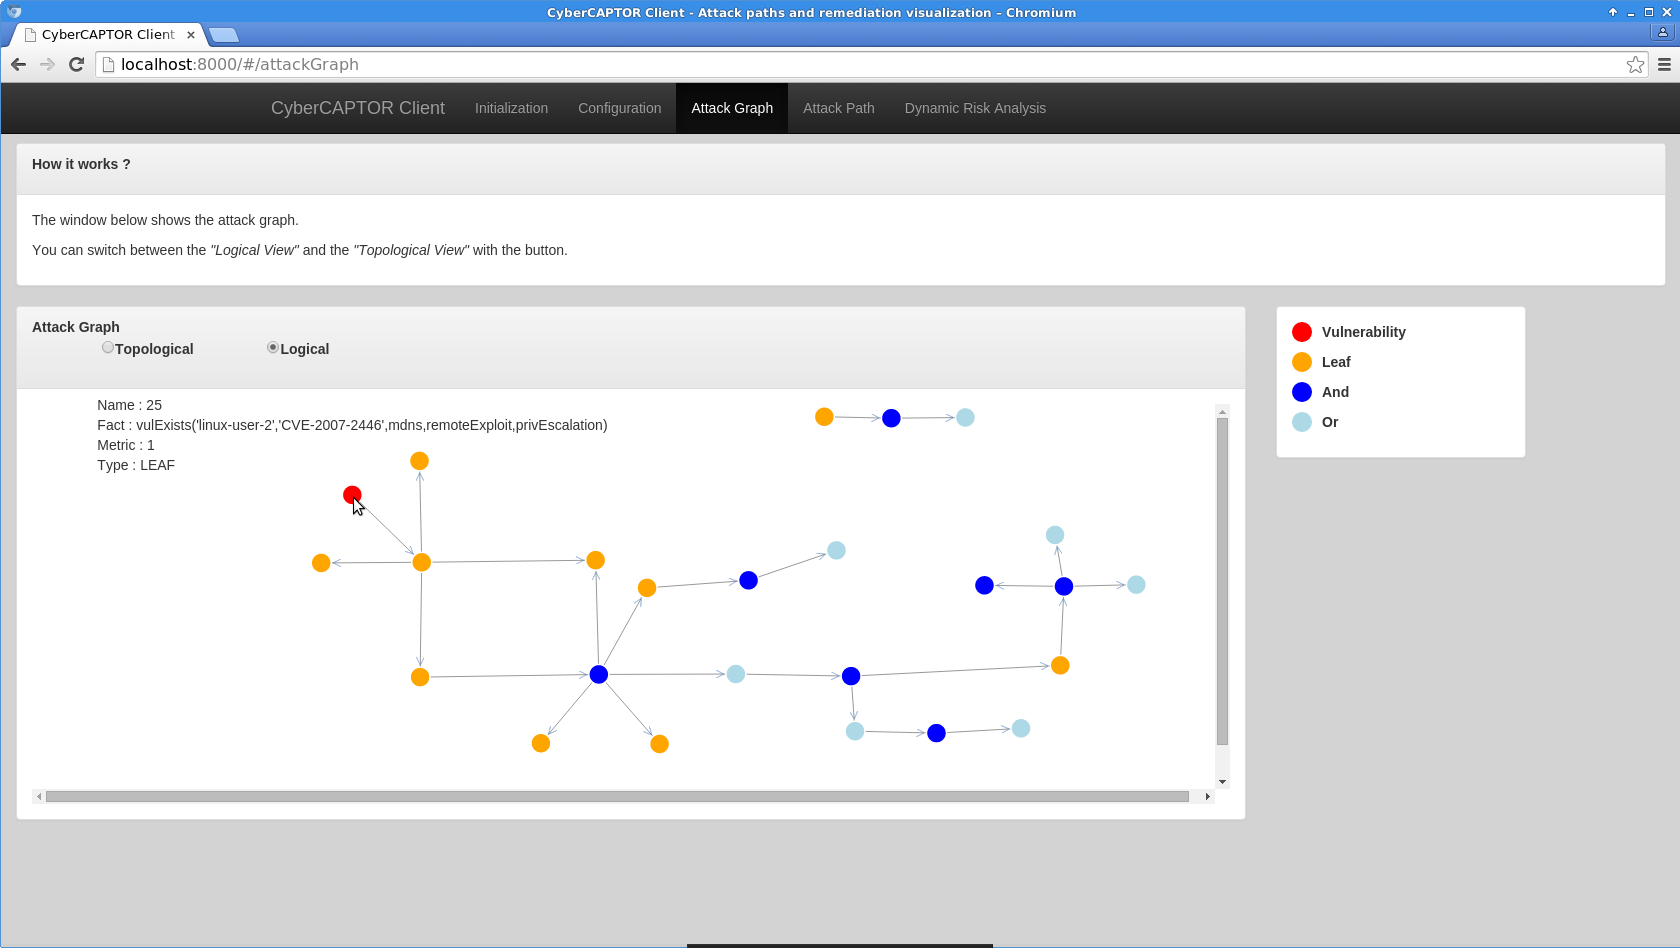 CyberCAPTOR Client - Attack paths and remediation visualization – Chromium
CyberCAPTOR Client
localhost:8000/#/attackGraph
CyberCAPTOR Client Initialization Configuration Attack Graph Attack Path Dynamic Risk Analysis
How it works ?
The window below shows the attack graph.
You can switch between the "Logical View" and the "Topological View" with the button.
Attack Graph
Topological Logical
Name : 25
Fact : vulExists('linux-user-2','CVE-2007-2446',mdns,remoteExploit,privEscalation)
Metric : 1
Type : LEAF
Vulnerability
Leaf
And
Or